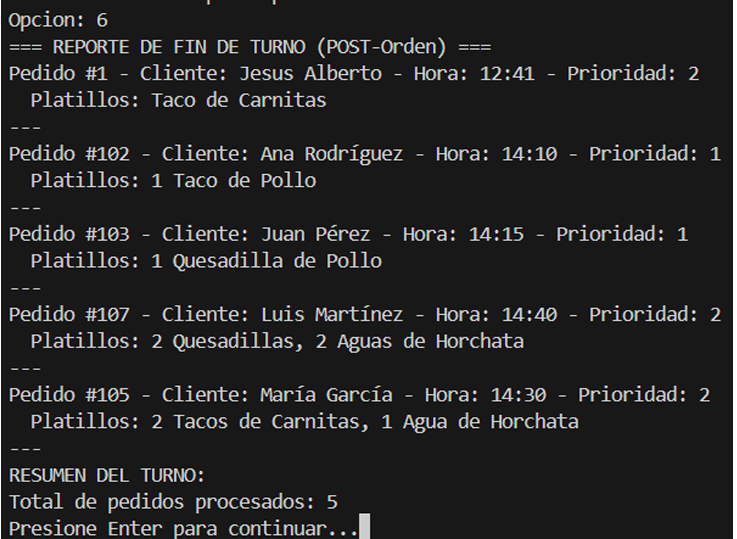 Opcion: 6
=== REPORTE DE FIN DE TURNO (POST-Orden) ===
Pedido #1 - Cliente: Jesus Alberto - Hora: 12:41 - Prioridad: 2
  Platillos: Taco de Carnitas
---
Pedido #102 - Cliente: Ana Rodríguez - Hora: 14:10 - Prioridad: 1
  Platillos: 1 Taco de Pollo
---
Pedido #103 - Cliente: Juan Pérez - Hora: 14:15 - Prioridad: 1
  Platillos: 1 Quesadilla de Pollo
---
Pedido #107 - Cliente: Luis Martínez - Hora: 14:40 - Prioridad: 2
  Platillos: 2 Quesadillas, 2 Aguas de Horchata
---
Pedido #105 - Cliente: María García - Hora: 14:30 - Prioridad: 2
  Platillos: 2 Tacos de Carnitas, 1 Agua de Horchata
---
RESUMEN DEL TURNO:
Total de pedidos procesados: 5
Presione Enter para continuar...